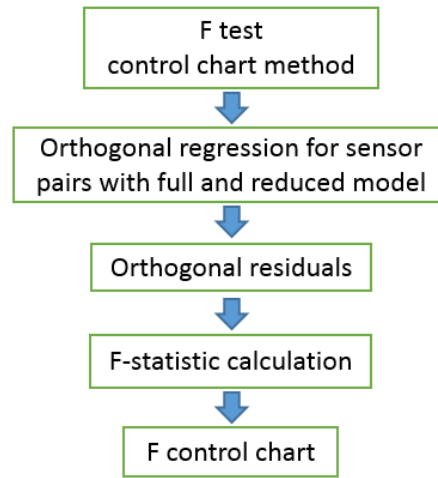 F test
control chart method
Orthogonal regression for sensor
pairs with full and reduced model
Orthogonal residuals
F-statistic calculation
F control chart